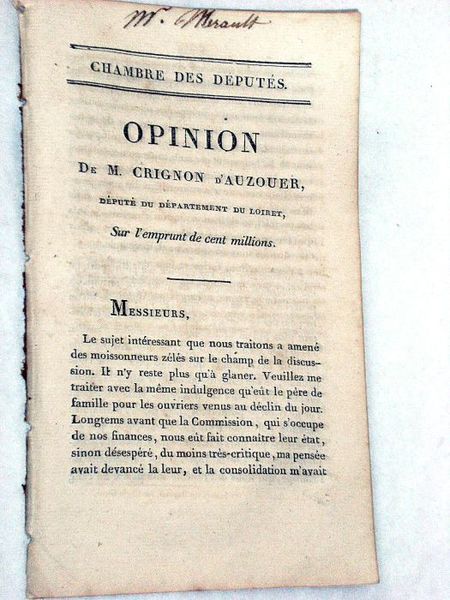 Mr. Merault
CHAMBRE DES DÉPUTÉS.
OPINION
DE M. CRIGNON D'AUZOUER,
DÉPUTÉ DU DÉPARTEMENT DU LOIRET,
Sur l'emprunt de cent millions.
MESSIEURS,
Le sujet intéressant que nous traitons a amené
des moissonneurs zélés sur le champ de la discus-
sion. Il n'y reste plus qu'à glaner. Veuillez me
traiter avec la même indulgence qu'eût le père de
famille pour les ouvriers venus au déclin du jour.
Longtems avant que la Commission, qui s'occupe
de nos finances, nous eût fait connaître leur état,
sinon désespéré, du moins très-critique, ma pensée
avait devancé la leur, et la consolidation m'avait